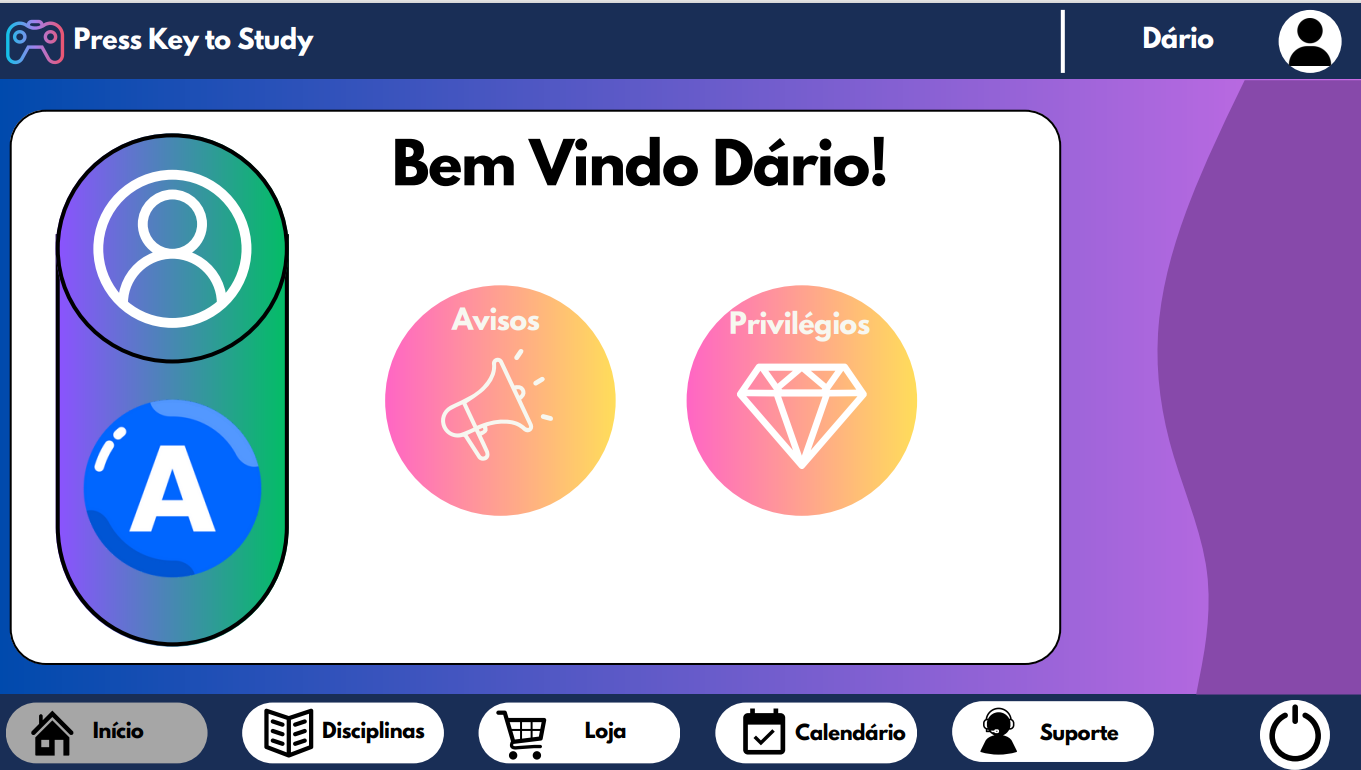 Press Key to Study
Dário
Bem Vindo Dário!
Avisos
Privilégios
A
Início
Disciplinas
Loja
Calendário
Suporte